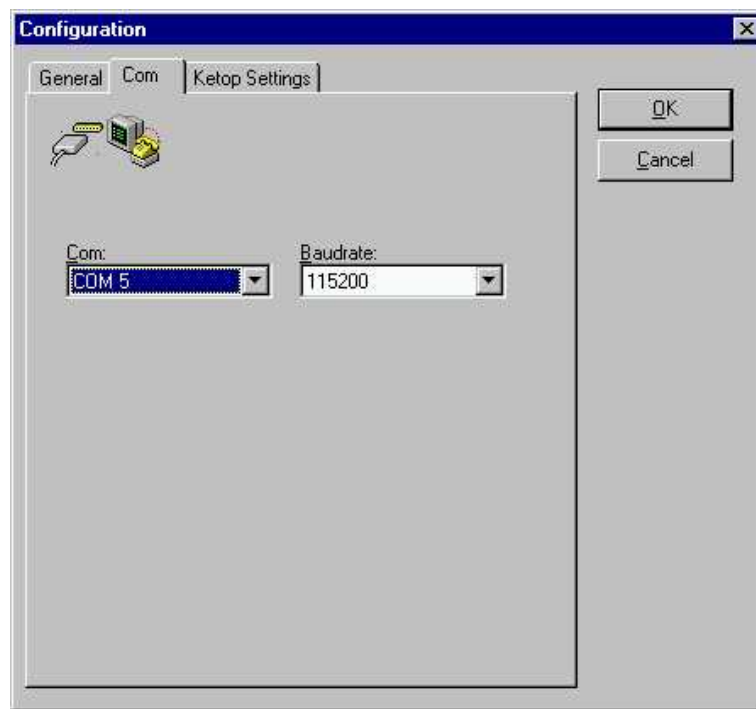 Configuration
General Com Ketop Settings
OK
Cancel
Com: Baudrate:
COM 5 115200